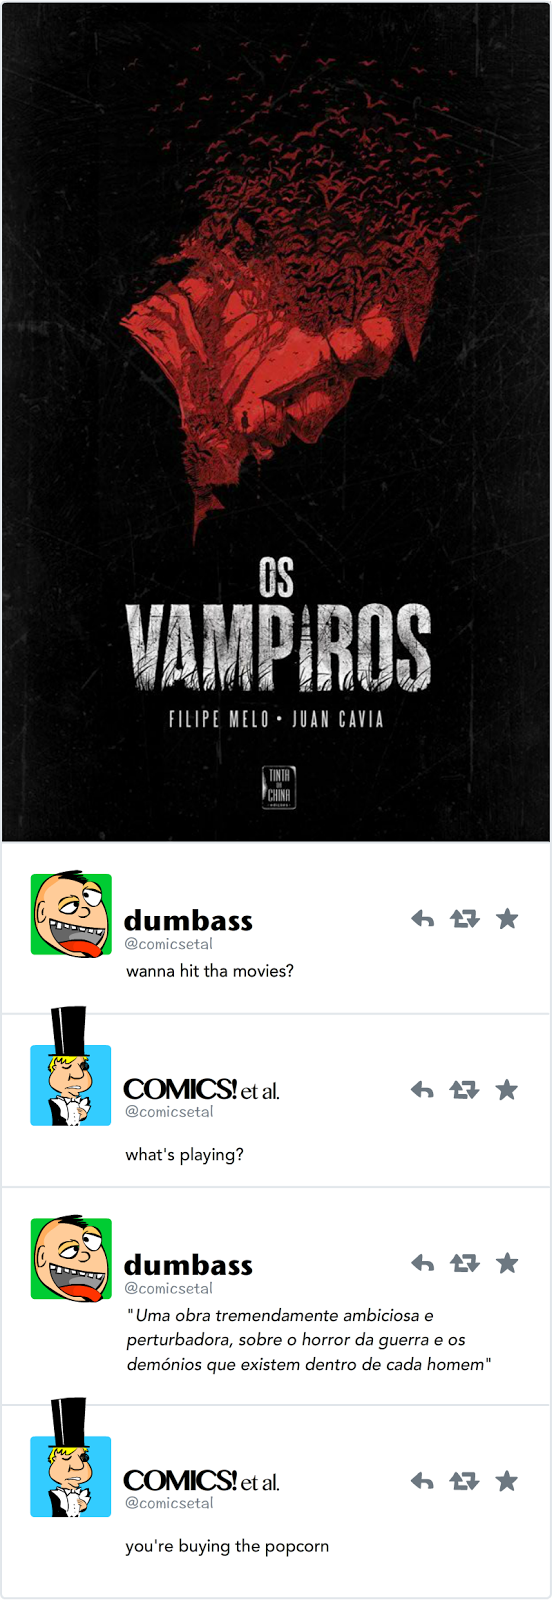 OS
VAMPIROS
FILIPE MELO • JUAN CAVIA
TINTA
DA
CHINA
dumbass
@comicsetal
wanna hit tha movies?
COMICS! et al.
@comicsetal
what's playing?
dumbass
@comicsetal
"Uma obra tremendamente ambiciosa e
perturbadora, sobre o horror da guerra e os
demónios que existem dentro de cada homem"
COMICS! et al.
@comicsetal
you're buying the popcorn